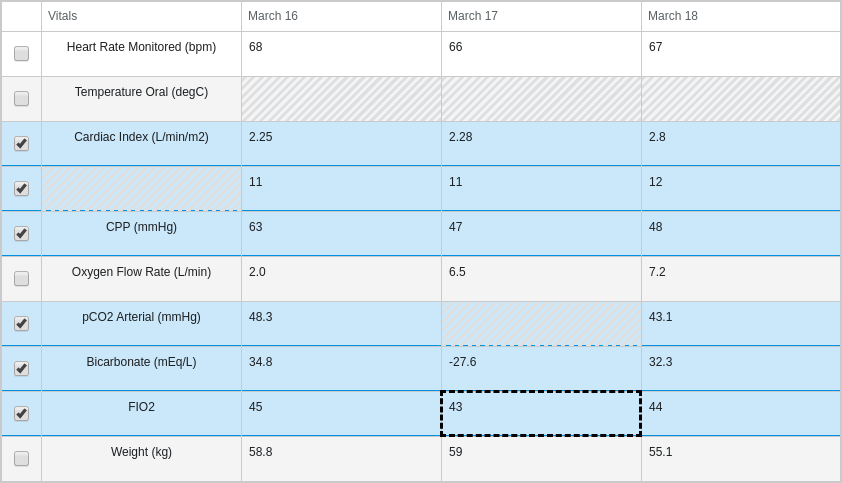 Vitals March 16 March 17 March 18
Heart Rate Monitored (bpm) 68 66 67
Temperature Oral (degC)
Cardiac Index (L/min/m2) 2.25 2.28 2.8
11 11 12
CPP (mmHg) 63 47 48
Oxygen Flow Rate (L/min) 2.0 6.5 7.2
pCO2 Arterial (mmHg) 48.3 43.1
Bicarbonate (mEq/L) 34.8 -27.6 32.3
FIO2 45 43 44
Weight (kg) 58.8 59 55.1